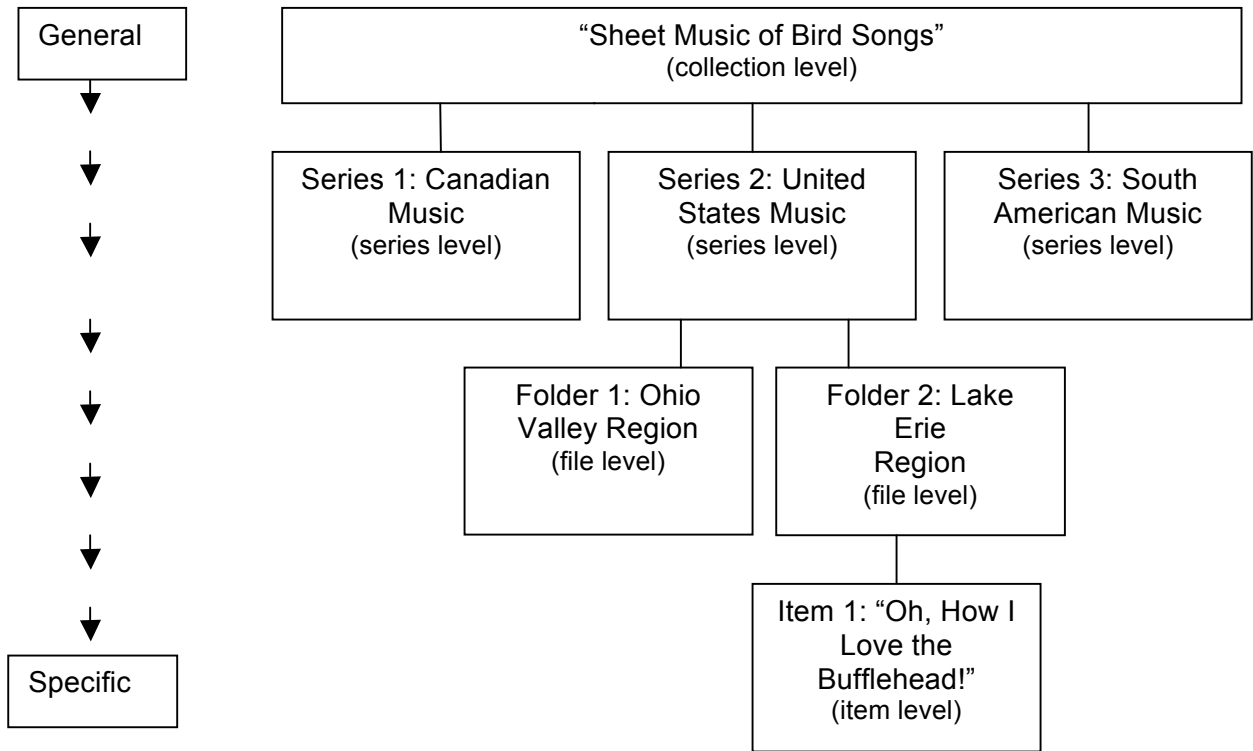 General
“Sheet Music of Bird Songs”
(collection level)
Series 1: Canadian
Music
(series level)
Series 2: United
States Music
(series level)
Series 3: South
American Music
(series level)
Folder 1: Ohio
Valley Region
(file level)
Folder 2: Lake
Erie
Region
(file level)
Item 1: “Oh, How I
Love the
Bufflehead!”
(item level)
Specific